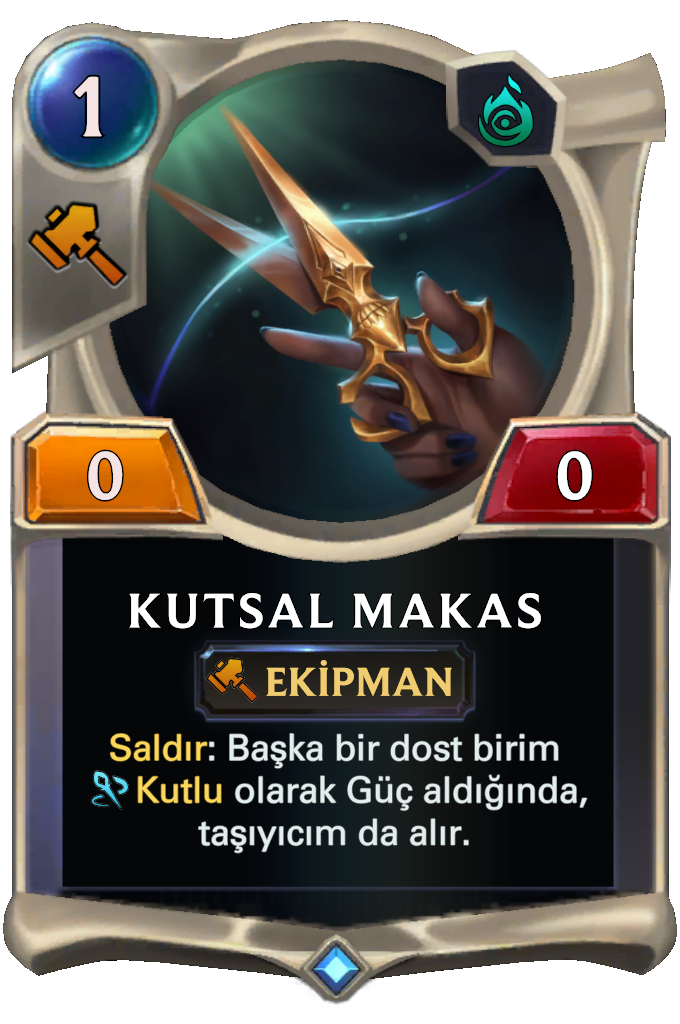 1
0
0
KUTSAL MAKAS
EKİPMAN
Saldır: Başka bir dost birim
Kutlu olarak Güç aldığında,
taşıyıcım da alır.